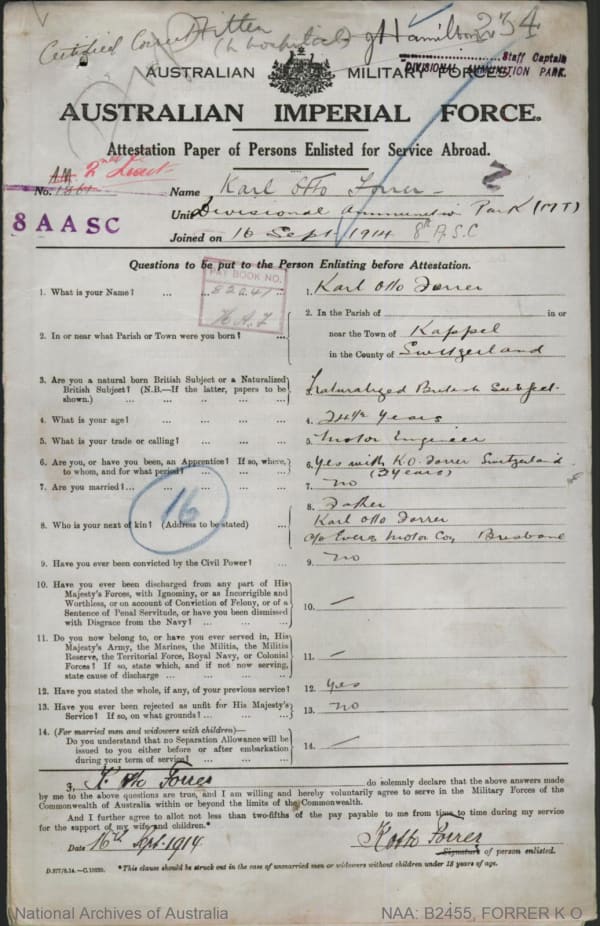 Certified Correct
J Hamilton
234
Staff Captain
DIVISIONAL AMMUNITION PARK.
AUSTRALIAN MILITARY FORCES.
AUSTRALIAN IMPERIAL FORCE.
Attestation Paper of Persons Enlisted for Service Abroad.
2nd Lieut
No. Name Karl Otto Forrer
Unit Divisional Ammunition Park (MT)
8 AASC
Joined on 16 Sept. 1914 8th A.S.C
Questions to be put to the Person Enlisting before Attestation.
PAY BOOK NO.
1. What is your Name? ... ... ... 1. Karl Otto Forrer
2. In or near what Parish or Town were you born? ... 2. In the Parish of in or
near the Town of Kappel
in the County of Switzerland
3. Are you a natural born British Subject or a Naturalized
British Subject? (N.B.—If the latter, papers to be
shown.) ... ... ... ... ... 3. Naturalized British Subject
4. What is your age? ... ... ... ... 4. years
5. What is your trade or calling? ... ... ... 5. Motor Engineer
6. Are you, or have you been, an Apprentice? If so, where,
to whom, and for what period? ... ... ... 6. Yes with K.O. Forrer Switzerland
(3 years)
7. Are you married? ... ... ... ... 7. no
8. Who is your next of kin? (Address to be stated) ... 8. Father
Karl Otto Forrer
c/o Evers Motor Coy Brisbane
16
9. Have you ever been convicted by the Civil Power? ... 9. no
10. Have you ever been discharged from any part of His
Majesty's Forces, with Ignominy, or as Incorrigible and
Worthless, or on account of Conviction of Felony, or of a
Sentence of Penal Servitude, or have you been dismissed
with Disgrace from the Navy? ... ... ... 10. —
11. Do you now belong to, or have you ever served in, His
Majesty's Army, the Marines, the Militia, the Militia
Reserve, the Territorial Force, Royal Navy, or Colonial
Forces? If so, state which, and if not now serving,
state cause of discharge ... ... ... ... 11. —
12. Have you stated the whole, if any, of your previous service? 12. yes
13. Have you ever been rejected as unfit for His Majesty's
Service? If so, on what grounds? ... ... ... 13. no
14. (For married men and widowers with children)—
Do you understand that no Separation Allowance will be
issued to you either before or after embarkation
during your term of service? ... ... ... 14. —
I, K. Otto Forrer do solemnly declare that the above answers made
by me to the above questions are true, and I am willing and hereby voluntarily agree to serve in the Military Forces of the
Commonwealth of Australia within or beyond the limits of the Commonwealth.
And I further agree to allot not less than two-fifths of the pay payable to me from time to time during my service
for the support of my wife and children.*
Date 16th Sept. 1914. K Otto Forrer
Signature of person enlisted.
*This clause should be struck out in the case of unmarried men or widowers without children under 18 years of age.
National Archives of Australia
NAA: B2455, FORRER K O